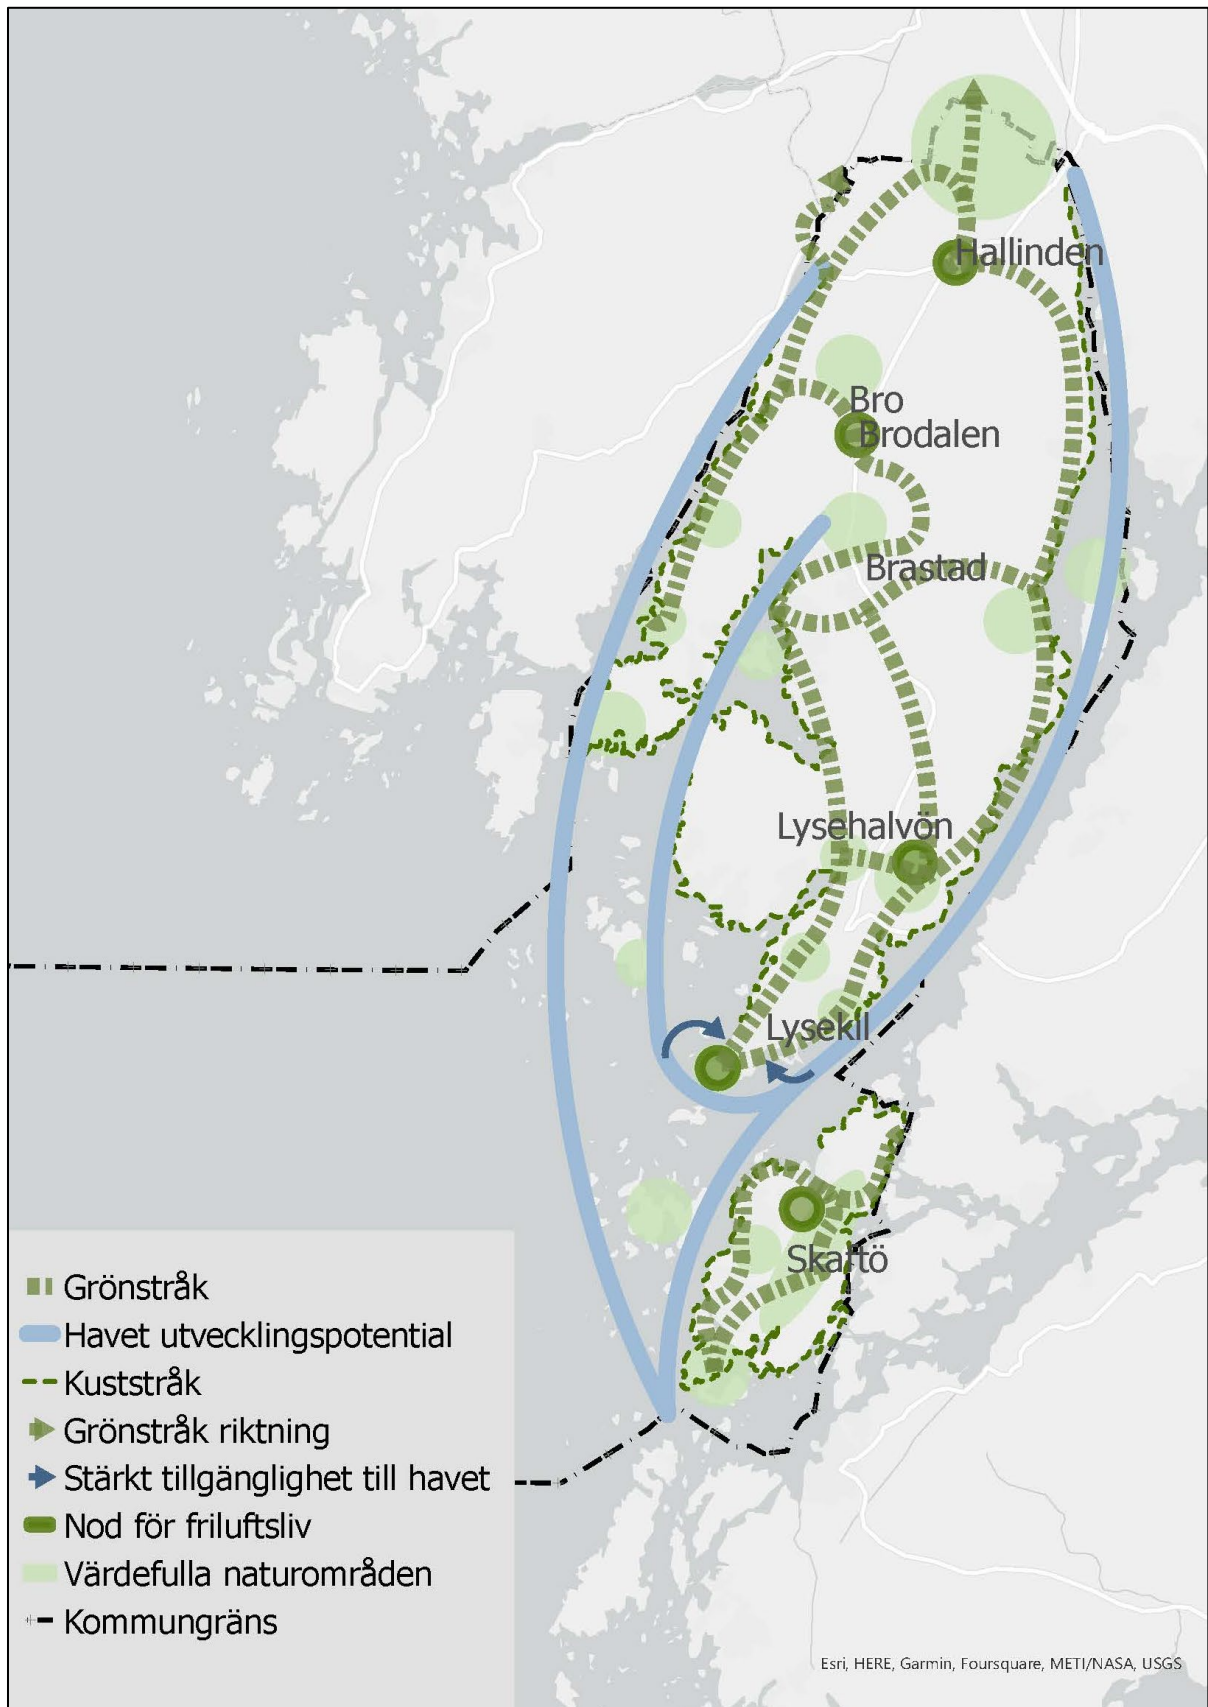 Hallinden
Bro
Brodalen
Brastad
Lysehalvön
Lysekil
Skaftö
Grönstråk
Havet utvecklingspotential
Kuststråk
Grönstråk riktning
Stärkt tillgänglighet till havet
Nod för friluftsliv
Värdefulla naturområden
Kommungräns
Esri, HERE, Garmin, Foursquare, METI/NASA, USGS